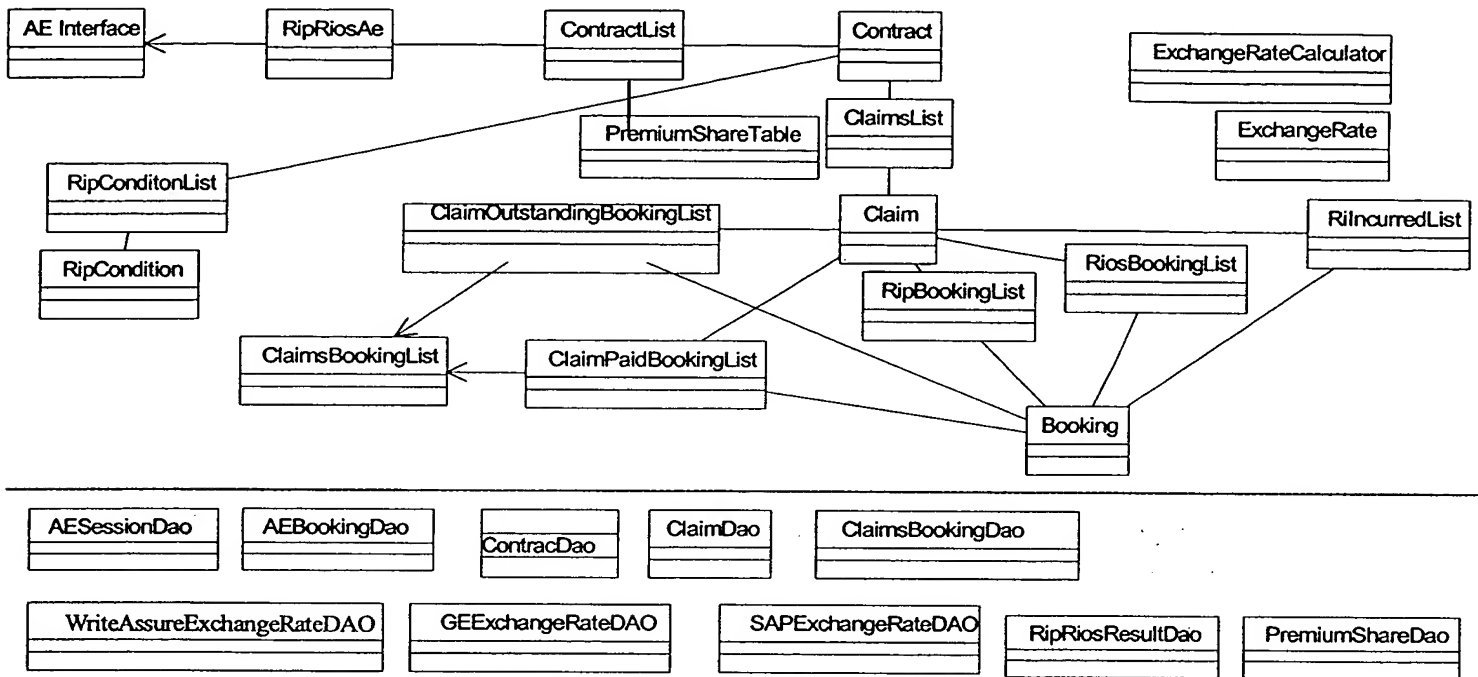 AE Interface
RipRiosAe
ContractList
Contract
ExchangeRateCalculator
ClaimsList
ExchangeRate
PremiumShareTable
RipConditonList
ClaimOutstandingBookingList
Claim
RiIncurredList
RipCondition
RiosBookingList
RipBookingList
ClaimsBookingList
ClaimPaidBookingList
Booking
AESessionDao
AEBookingDao
ContracDao
ClaimDao
ClaimsBookingDao
WriteAssureExchangeRateDAO
GEExchangeRateDAO
SAPExchangeRateDAO
RipRiosResultDao
PremiumShareDao